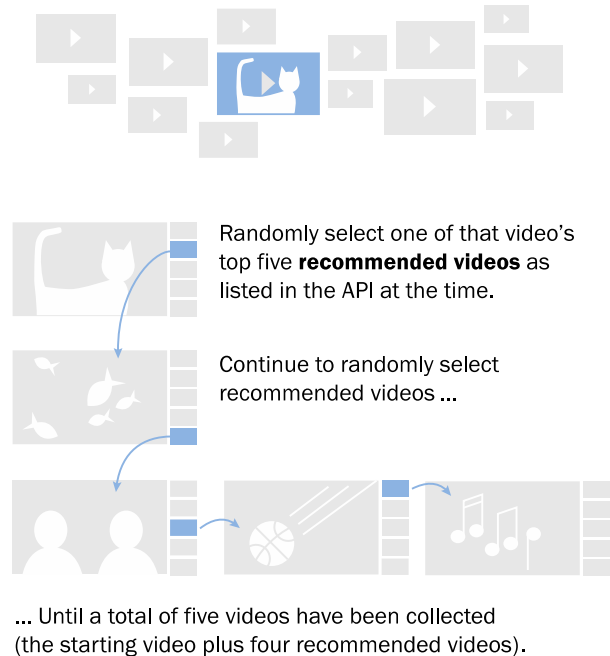 Randomly select one of that video's
top five recommended videos as
listed in the API at the time.
Continue to randomly select
recommended videos ...
... Until a total of five videos have been collected
(the starting video plus four recommended videos).